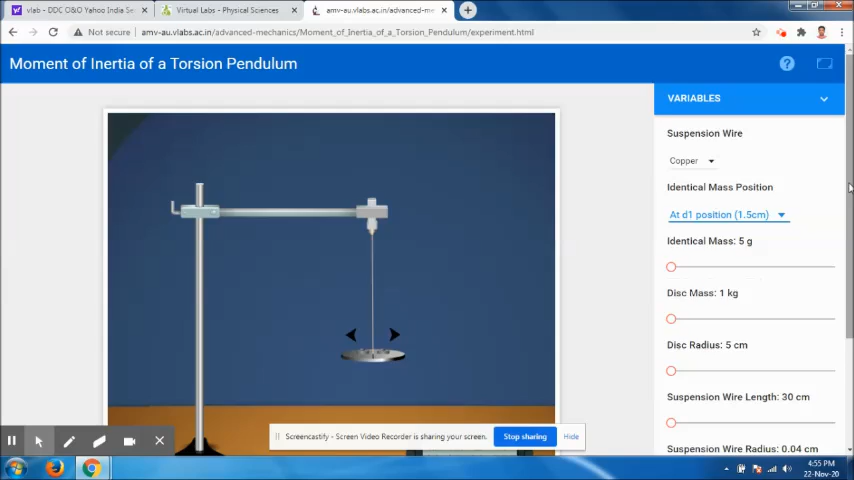 vlab - DDC O&O Yahoo India Se
Virtual Labs - Physical Sciences
amv-au.vlabs.ac.in/advanced-me
Not secure
amv-au.vlabs.ac.in/advanced-mechanics/Moment_of_Inertia_of_a_Torsion_Pendulum/experiment.html
Moment of Inertia of a Torsion Pendulum
?
VARIABLES
Suspension Wire
Copper
Identical Mass Position
At d1 position (1.5cm)
Identical Mass: 5 g
Disc Mass: 1 kg
Disc Radius: 5 cm
Suspension Wire Length: 30 cm
Suspension Wire Radius: 0.04 cm
Screencastify - Screen Video Recorder is sharing your screen.
Stop sharing
Hide
4:55 PM
22-Nov-20